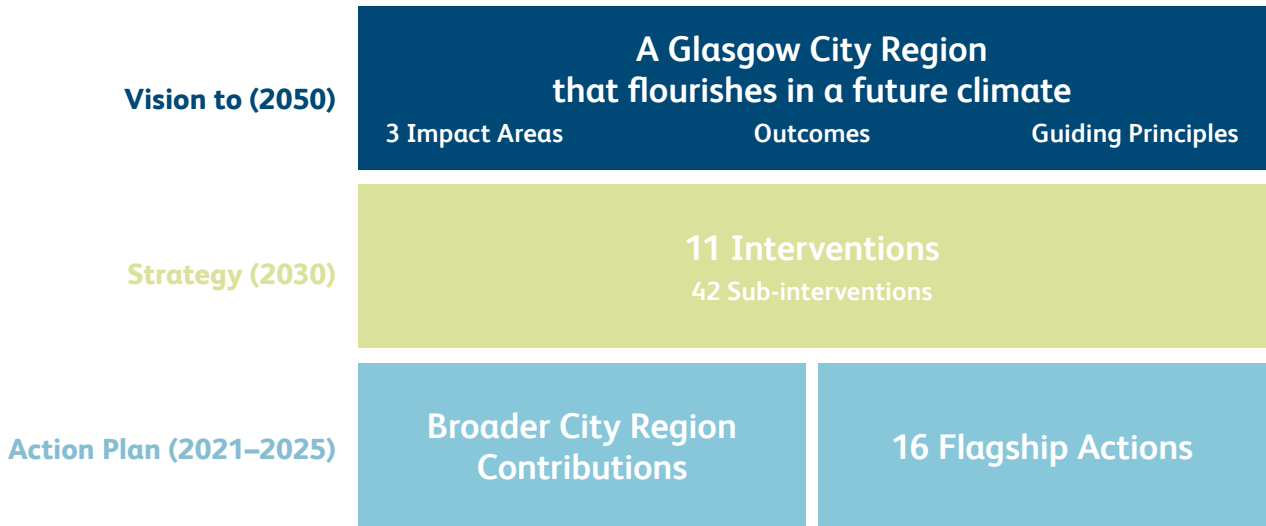 Vision to (2050)
A Glasgow City Region
that flourishes in a future climate
3 Impact Areas
Outcomes
Guiding Principles
Strategy (2030)
11 Interventions
42 Sub-interventions
Action Plan (2021–2025)
Broader City Region
Contributions
16 Flagship Actions